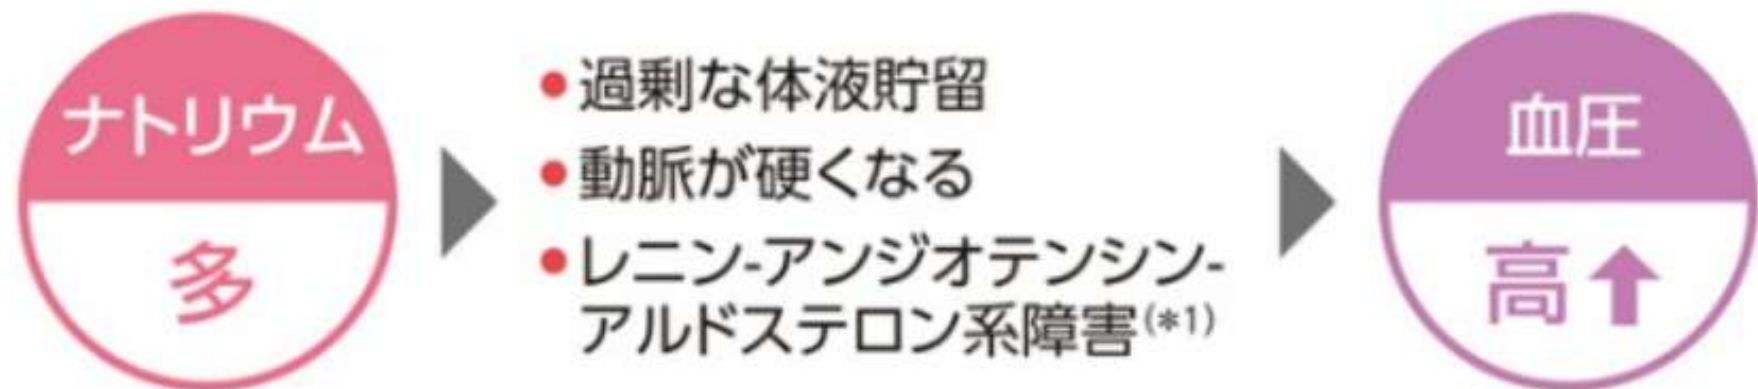 ナトリウム
多
●過剰な体液貯留
●動脈が硬くなる
●レニン-アンジオテンシン-
アルドステロン系障害(*1)
血圧
高↑